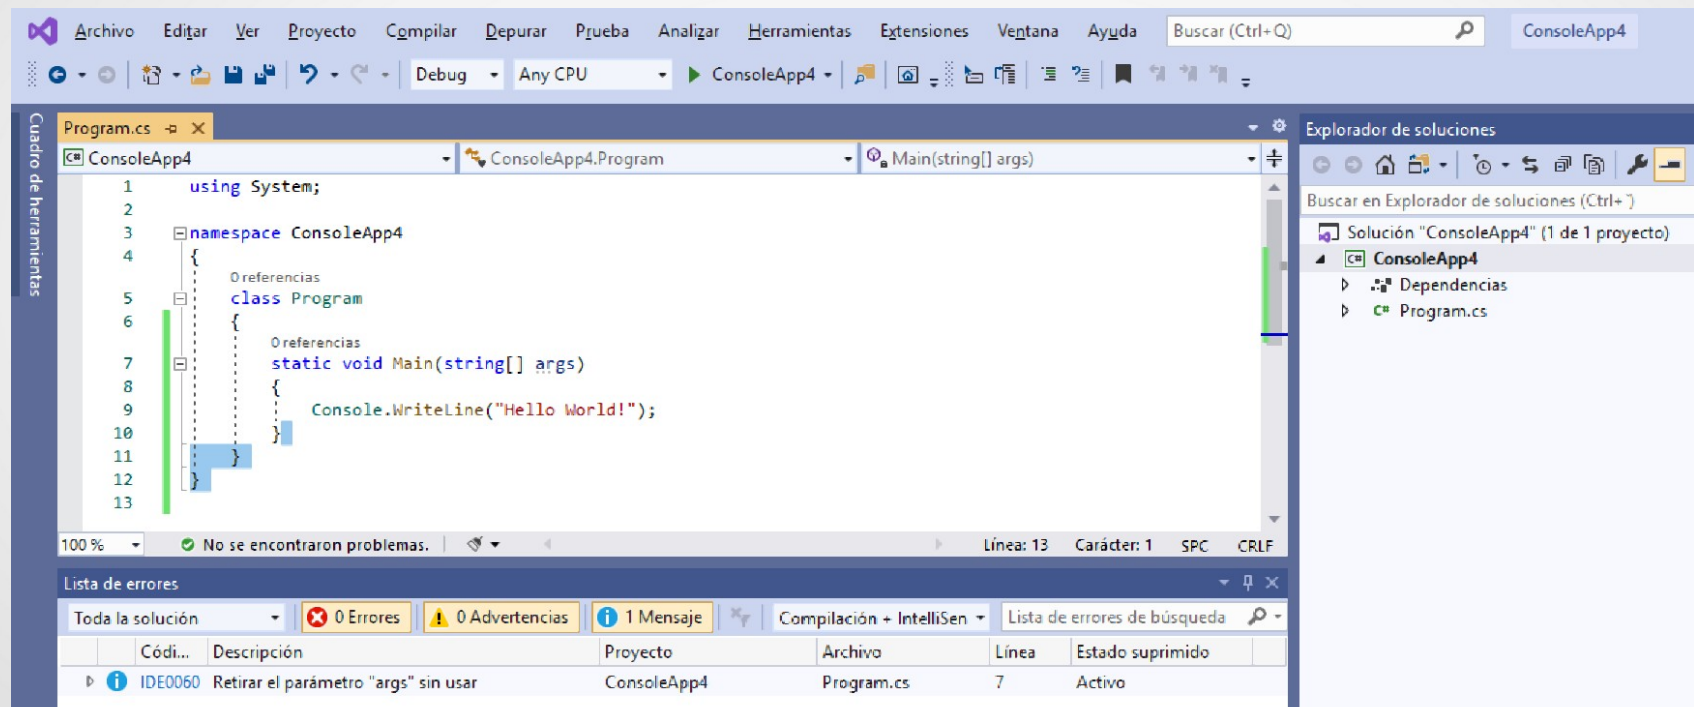 Archivo Editar Ver Proyecto Compilar Depurar Prueba Analizar Herramientas Extensiones Ventana Ayuda Buscar (Ctrl+Q) ConsoleApp4
Debug Any CPU ConsoleApp4
Cuadro de herramientas
Program.cs
ConsoleApp4 ConsoleApp4.Program Main(string[] args)
1 using System;
2
3 namespace ConsoleApp4
4 {
0 referencias
5 class Program
6 {
0 referencias
7 static void Main(string[] args)
8 {
9 Console.WriteLine("Hello World!");
10 }
11 }
12 }
13
100 % No se encontraron problemas. Línea: 13 Carácter: 1 SPC CRLF
Lista de errores
Toda la solución 0 Errores 0 Advertencias 1 Mensaje Compilación + IntelliSen Lista de errores de búsqueda
Códi... Descripción Proyecto Archivo Línea Estado suprimido
IDE0060 Retirar el parámetro "args" sin usar ConsoleApp4 Program.cs 7 Activo
Explorador de soluciones
Buscar en Explorador de soluciones (Ctrl+¨)
Solución "ConsoleApp4" (1 de 1 proyecto)
C# ConsoleApp4
Dependencias
C# Program.cs